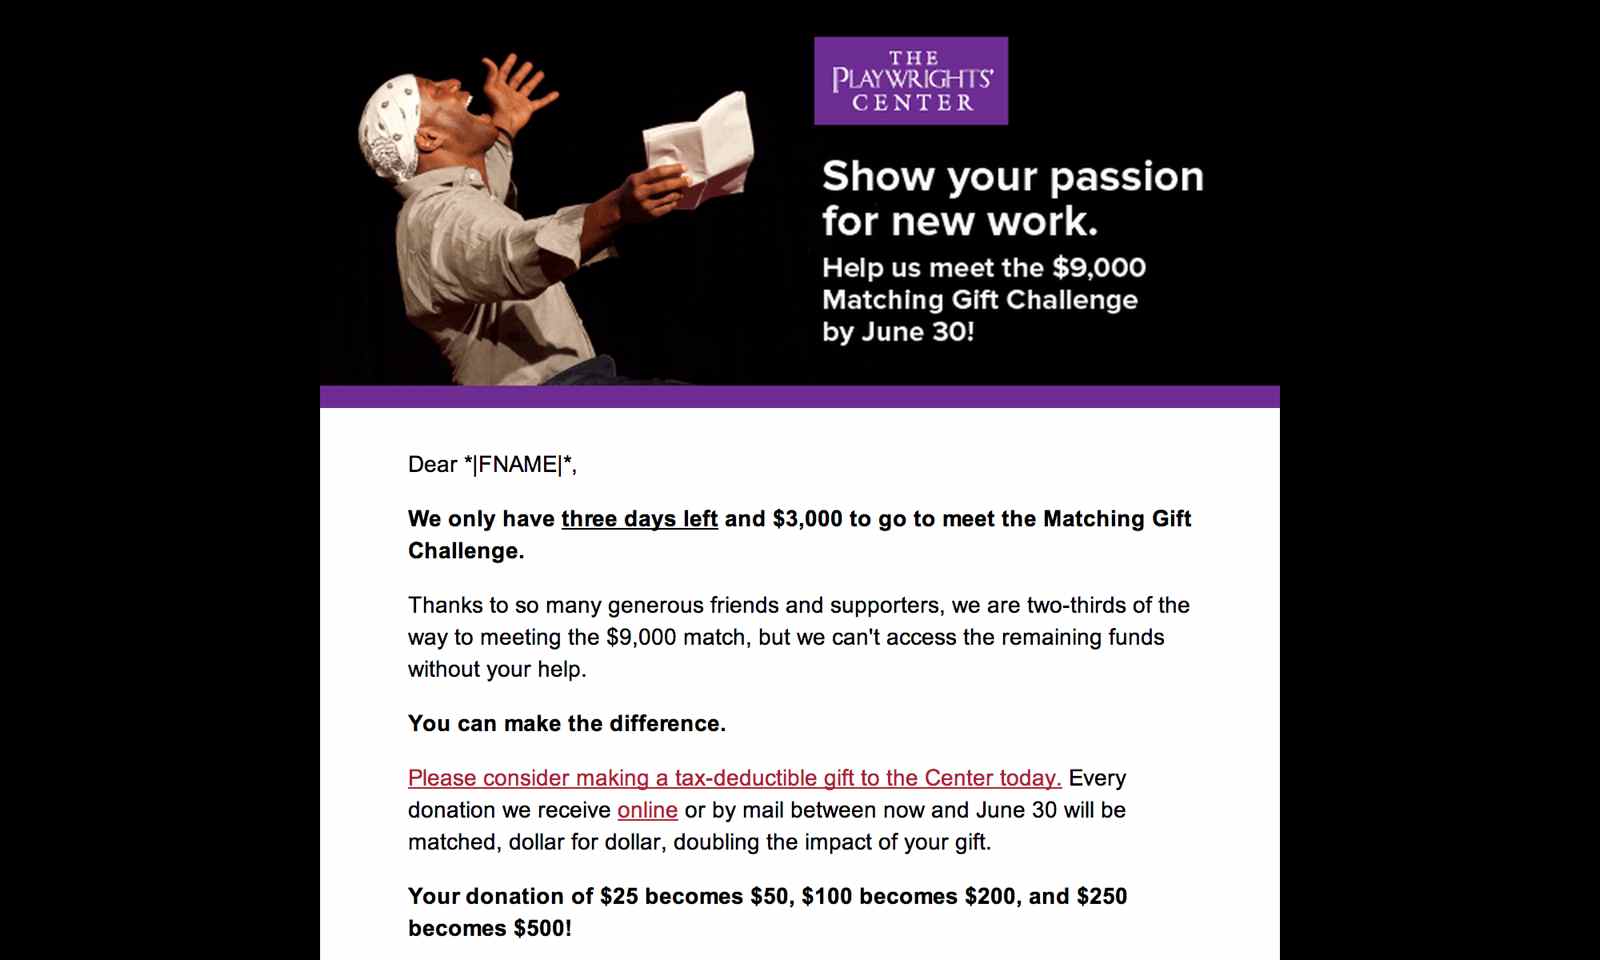 THE
PLAYWRIGHTS'
CENTER
Show your passion
for new work.
Help us meet the $9,000
Matching Gift Challenge
by June 30!
Dear *|FNAME|*,
We only have three days left and $3,000 to go to meet the Matching Gift
Challenge.
Thanks to so many generous friends and supporters, we are two-thirds of the
way to meeting the $9,000 match, but we can't access the remaining funds
without your help.
You can make the difference.
Please consider making a tax-deductible gift to the Center today. Every
donation we receive online or by mail between now and June 30 will be
matched, dollar for dollar, doubling the impact of your gift.
Your donation of $25 becomes $50, $100 becomes $200, and $250
becomes $500!